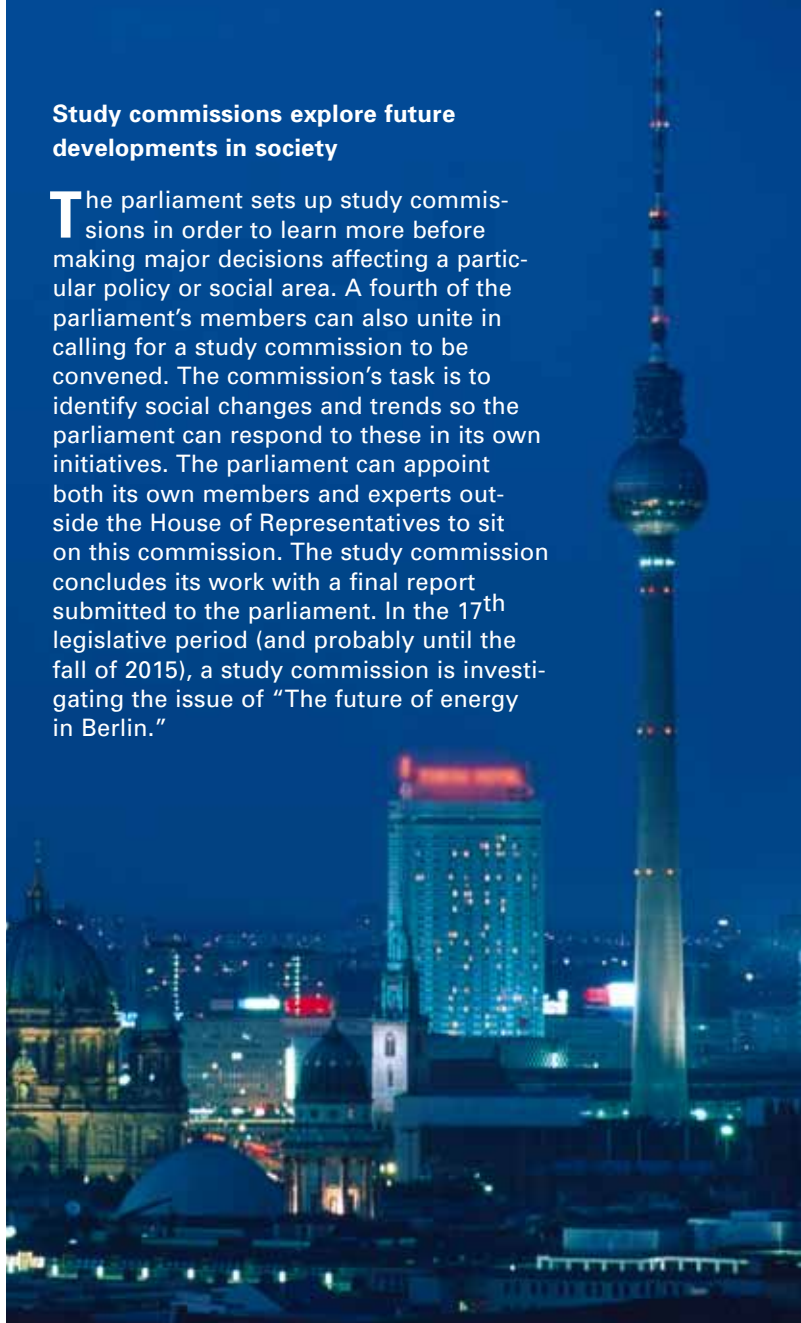 Study commissions explore future
developments in society
The parliament sets up study commis-
sions in order to learn more before
making major decisions affecting a partic-
ular policy or social area. A fourth of the
parliament’s members can also unite in
calling for a study commission to be
convened. The commission’s task is to
identify social changes and trends so the
parliament can respond to these in its own
initiatives. The parliament can appoint
both its own members and experts out-
side the House of Representatives to sit
on this commission. The study commission
concludes its work with a final report
submitted to the parliament. In the 17th
legislative period (and probably until the
fall of 2015), a study commission is investi-
gating the issue of “The future of energy
in Berlin.”